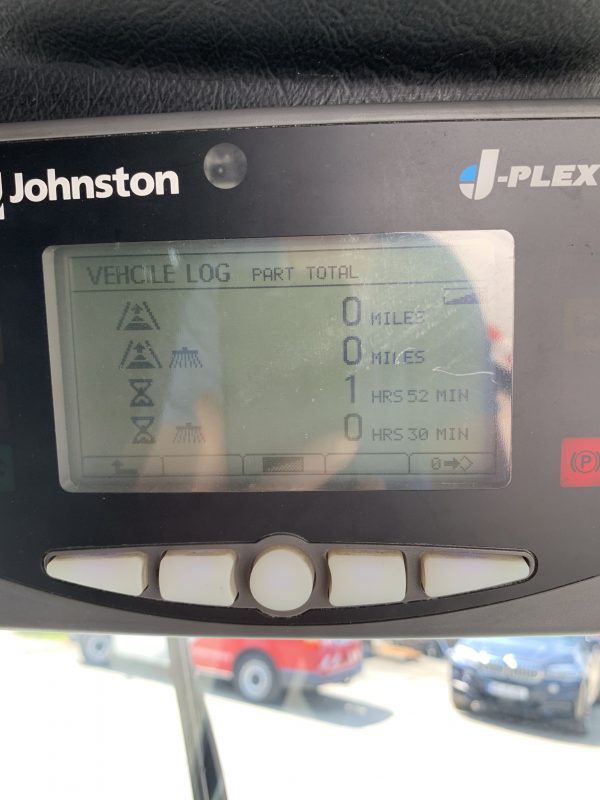 Johnston
J-PLEX
VEHCILE LOG PART TOTAL
0 MILES
0 MILES
1 HRS 52 MIN
0 HRS 30 MIN
0
P